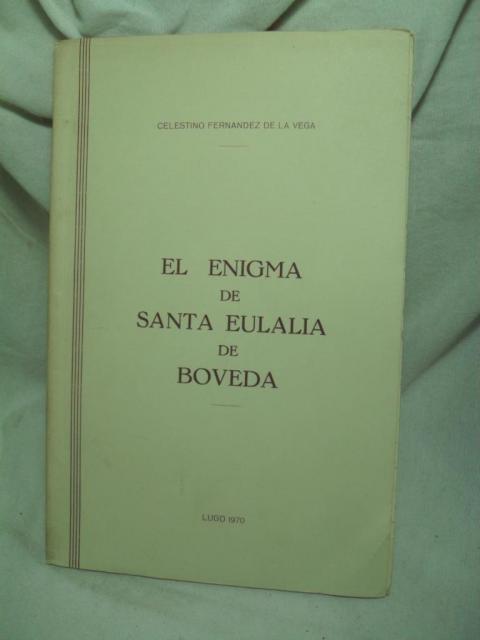 CELESTINO FERNANDEZ DE LA VEGA
EL ENIGMA
DE
SANTA EULALIA
DE
BOVEDA
LUGO 1970